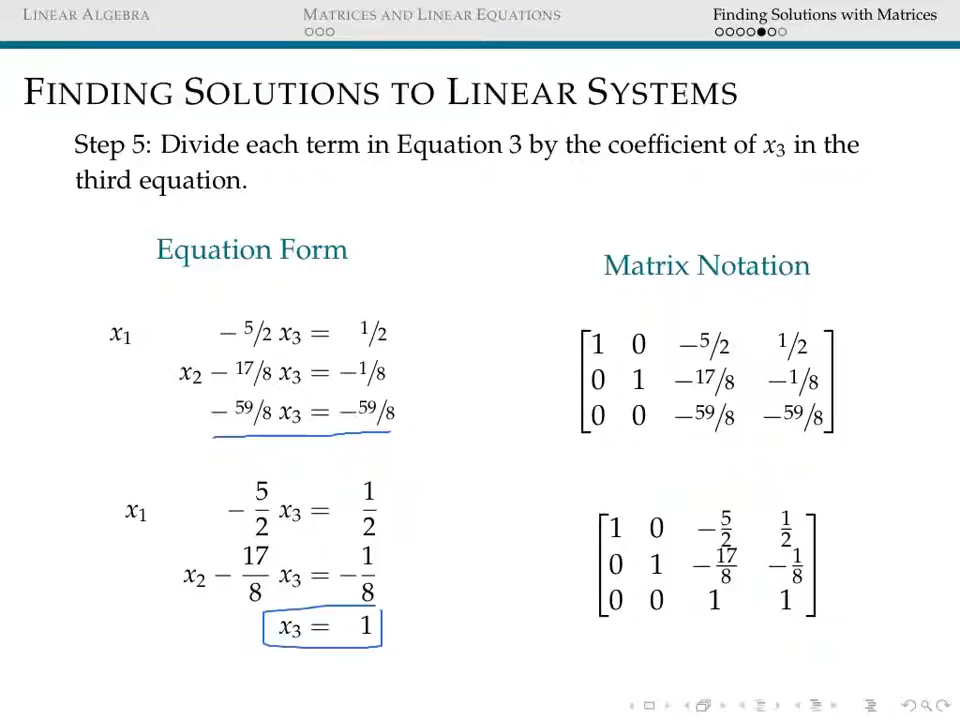 LINEAR ALGEBRA MATRICES AND LINEAR EQUATIONS Finding Solutions with Matrices
FINDING SOLUTIONS TO LINEAR SYSTEMS
Step 5: Divide each term in Equation 3 by the coefficient of x₃ in the
third equation.
Equation Form
x₁ − 5/2 x₃ = 1/2
x₂ − 17/8 x₃ = −1/8
− 59/8 x₃ = −59/8
x₁ − 5/2 x₃ = 1/2
x₂ − 17/8 x₃ = − 1/8
x₃ = 1
Matrix Notation
1 0 −5/2 1/2
0 1 −17/8 −1/8
0 0 −59/8 −59/8
1 0 −5/2 1/2
0 1 −17/8 −1/8
0 0 1 1